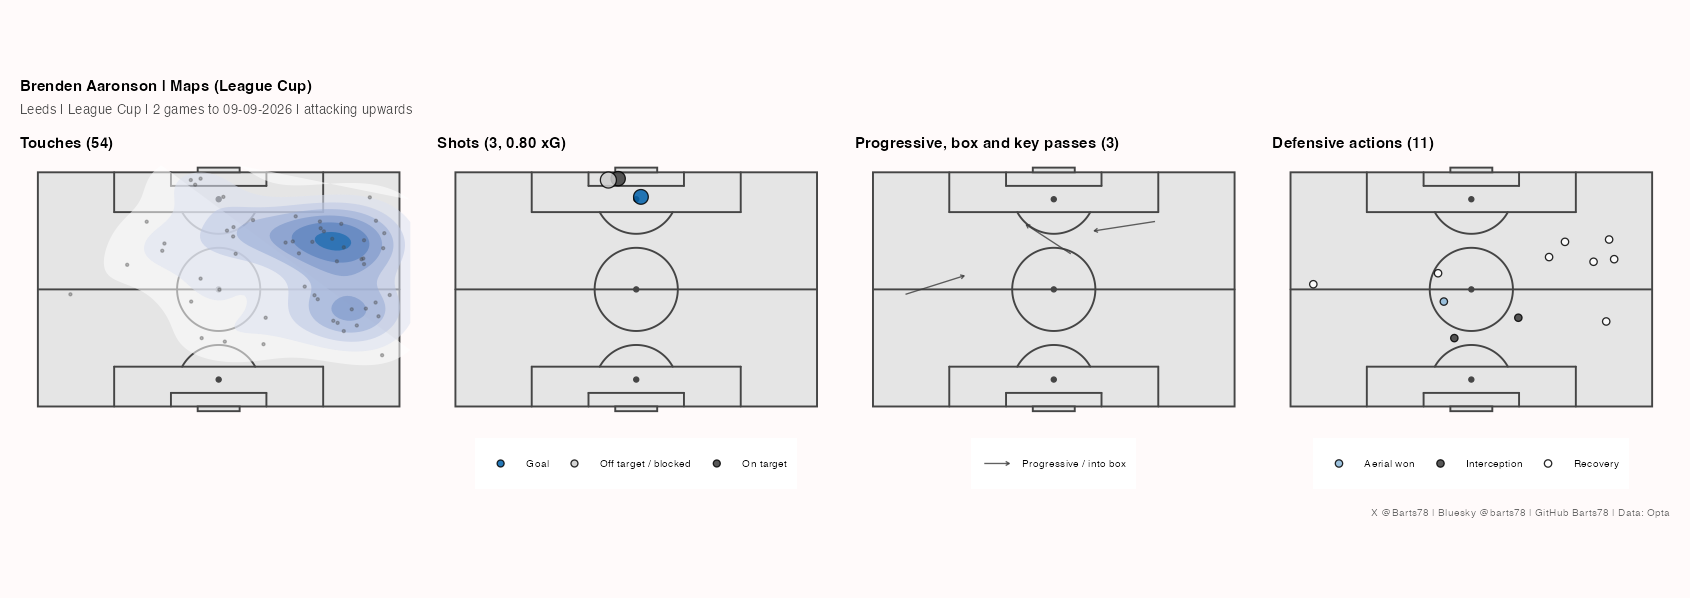 Brenden Aaronson | Maps (League Cup)
Leeds | League Cup | 2 games to 09-09-2026 | attacking upwards
Touches (54)
Shots (3, 0.80 xG)
Progressive, box and key passes (3)
Defensive actions (11)
Goal
Off target / blocked
On target
Progressive / into box
Aerial won
Interception
Recovery
X @Barts78 | Bluesky @barts78 | GitHub Barts78 | Data: Opta